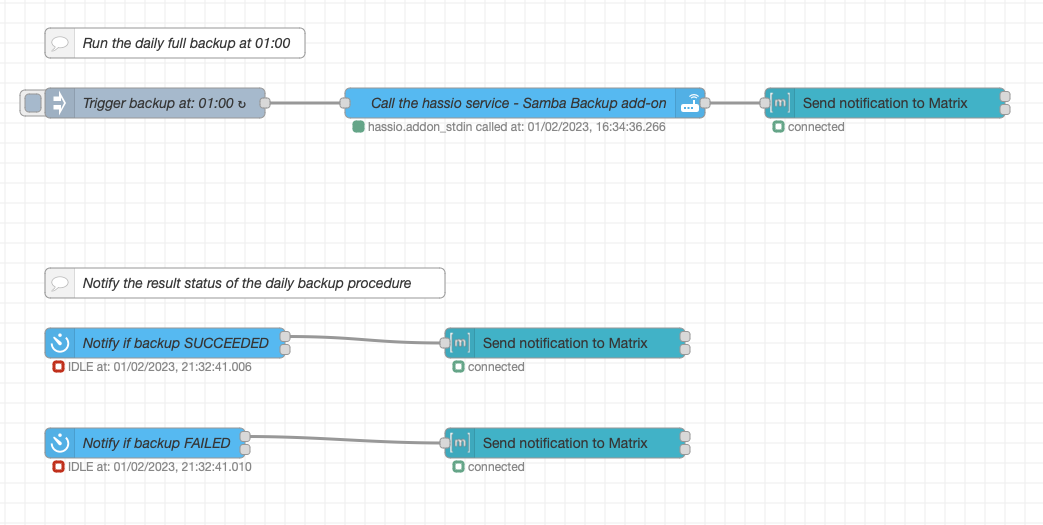 Run the daily full backup at 01:00
Trigger backup at: 01:00 ↻
Call the hassio service - Samba Backup add-on
[m] Send notification to Matrix
hassio.addon_stdin called at: 01/02/2023, 16:34:36.266
connected
Notify the result status of the daily backup procedure
Notify if backup SUCCEEDED
[m] Send notification to Matrix
IDLE at: 01/02/2023, 21:32:41.006
connected
Notify if backup FAILED
[m] Send notification to Matrix
IDLE at: 01/02/2023, 21:32:41.010
connected